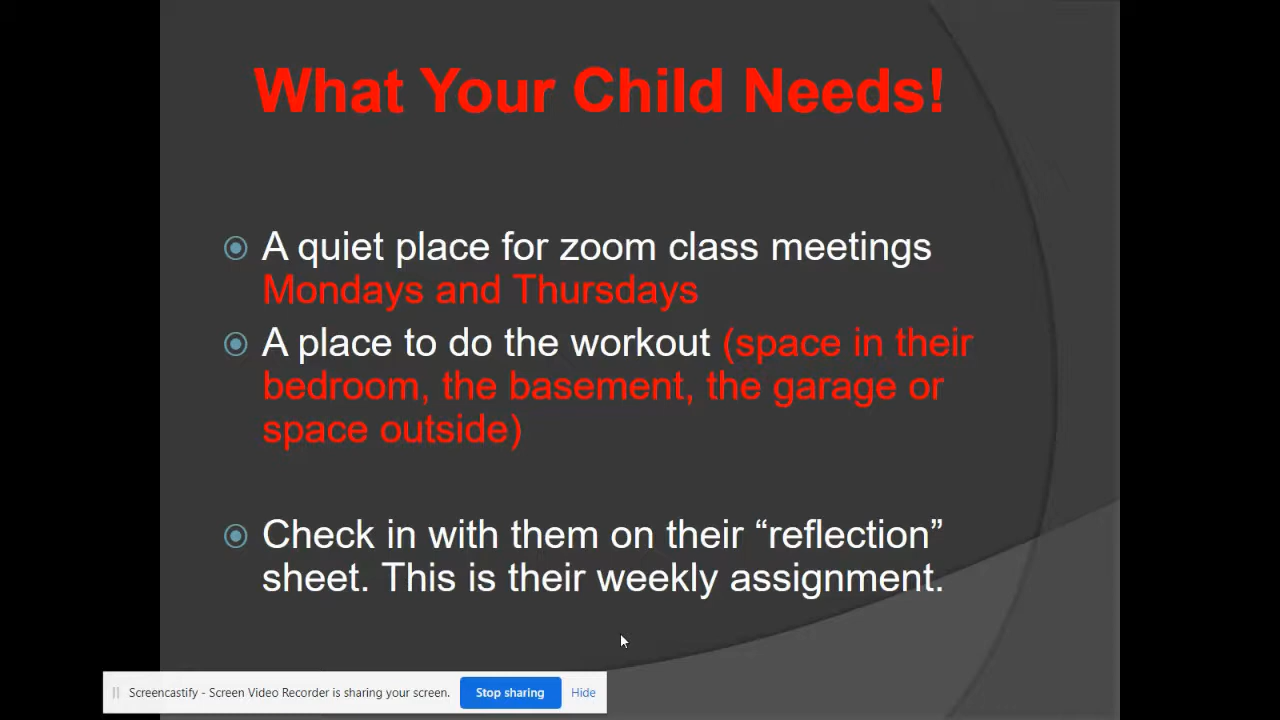 What Your Child Needs!
A quiet place for zoom class meetings
Mondays and Thursdays
A place to do the workout (space in their
bedroom, the basement, the garage or
space outside)
Check in with them on their “reflection”
sheet. This is their weekly assignment.
Screencastify - Screen Video Recorder is sharing your screen. Stop sharing Hide